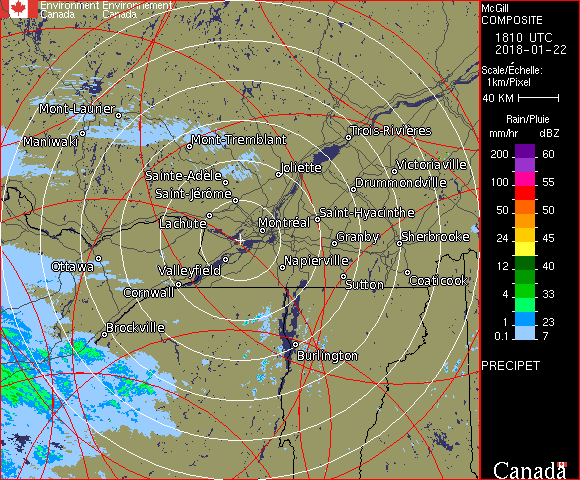 Environment Environnement
Canada Canada
McGill
COMPOSITE
1810 UTC
2018-01-22
Scale/Échelle:
1km/Pixel
40 KM
Rain/Pluie
mm/hr dBZ
200 60
100 55
50 50
24 45
12 40
4 33
1 23
0.1 7
PRECIPET
Canada
Mont-Laurier
Maniwaki
Mont-Tremblant
Trois-Rivières
Sainte-Adèle
Joliette
Victoriaville
Saint-Jérôme
Drummondville
Lachute
Montréal
Saint-Hyacinthe
Granby
Sherbrooke
Ottawa
Valleyfield
Napierville
Cornwall
Sutton
Coaticook
Brockville
Burlington